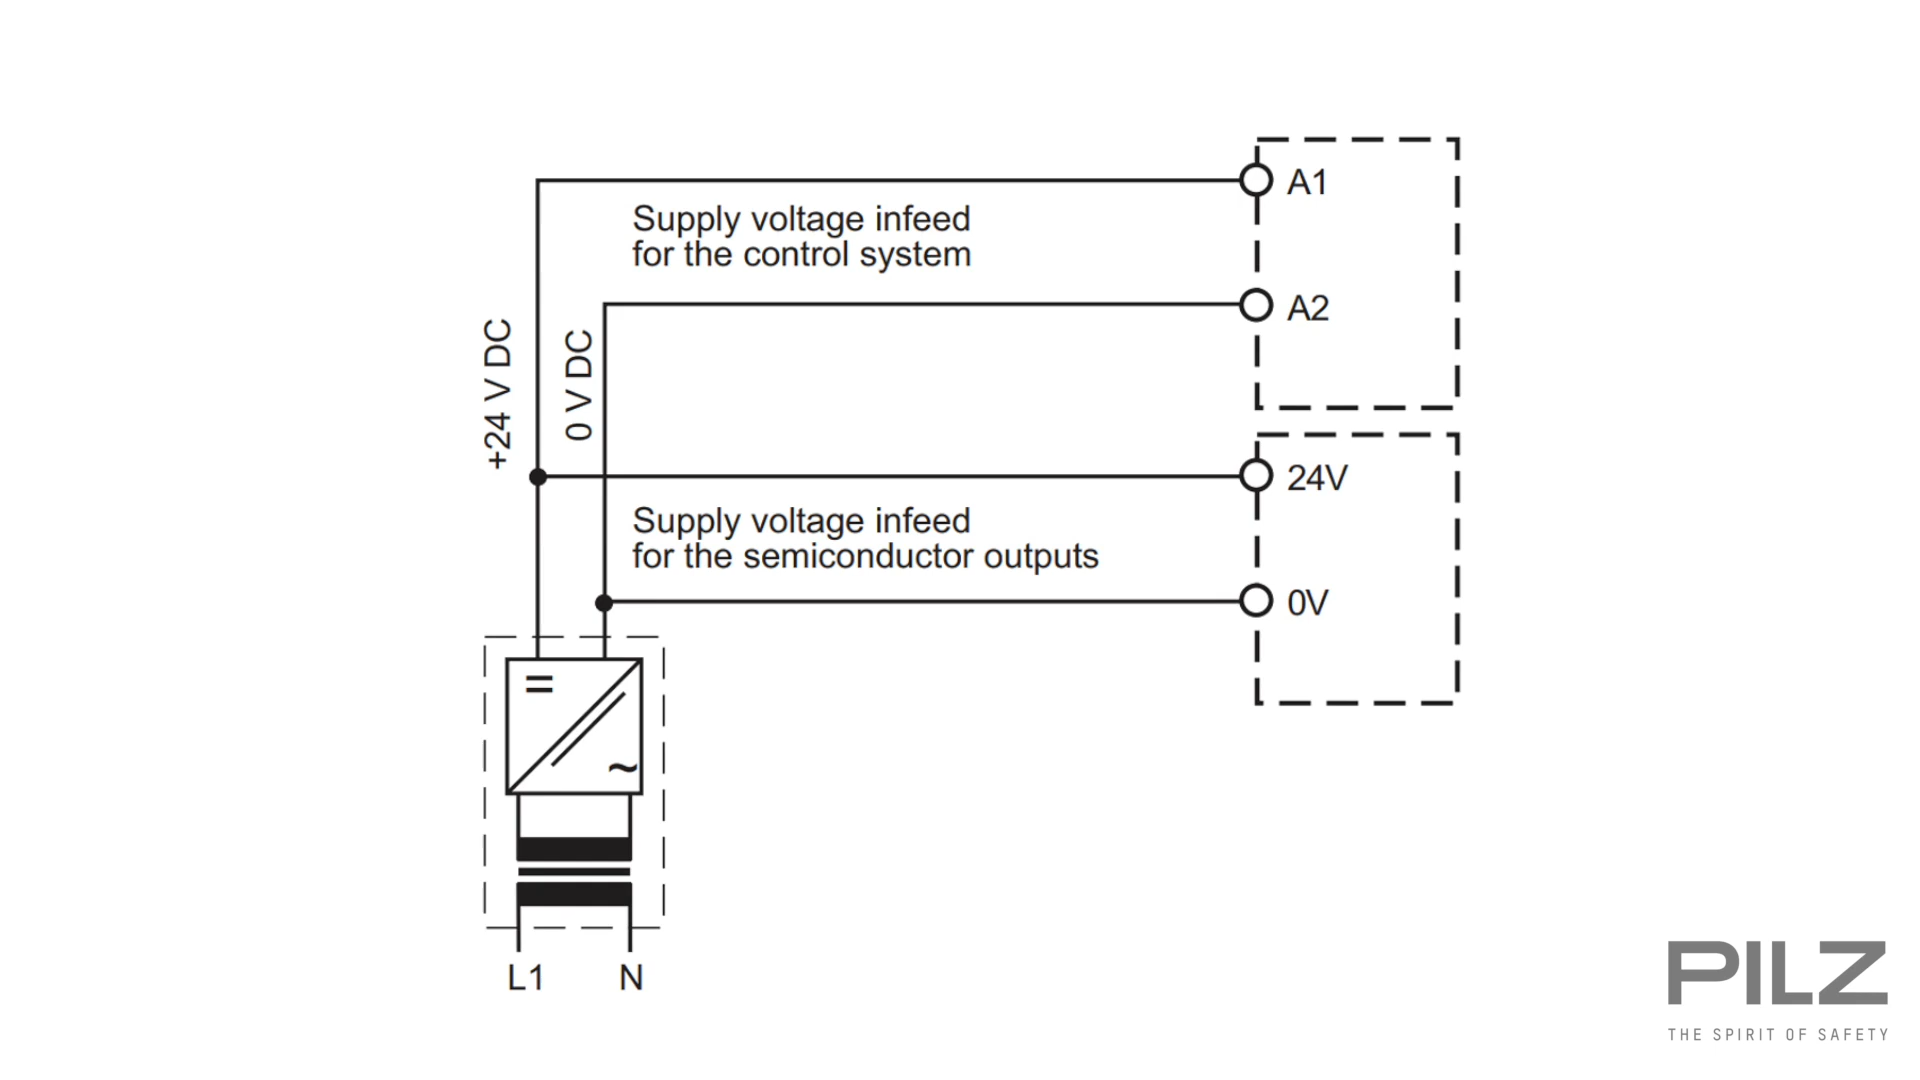 A1
Supply voltage infeed
for the control system
A2
+24 V DC
0 V DC
24V
Supply voltage infeed
for the semiconductor outputs
0V
=
~
L1
N
PILZ
THE SPIRIT OF SAFETY